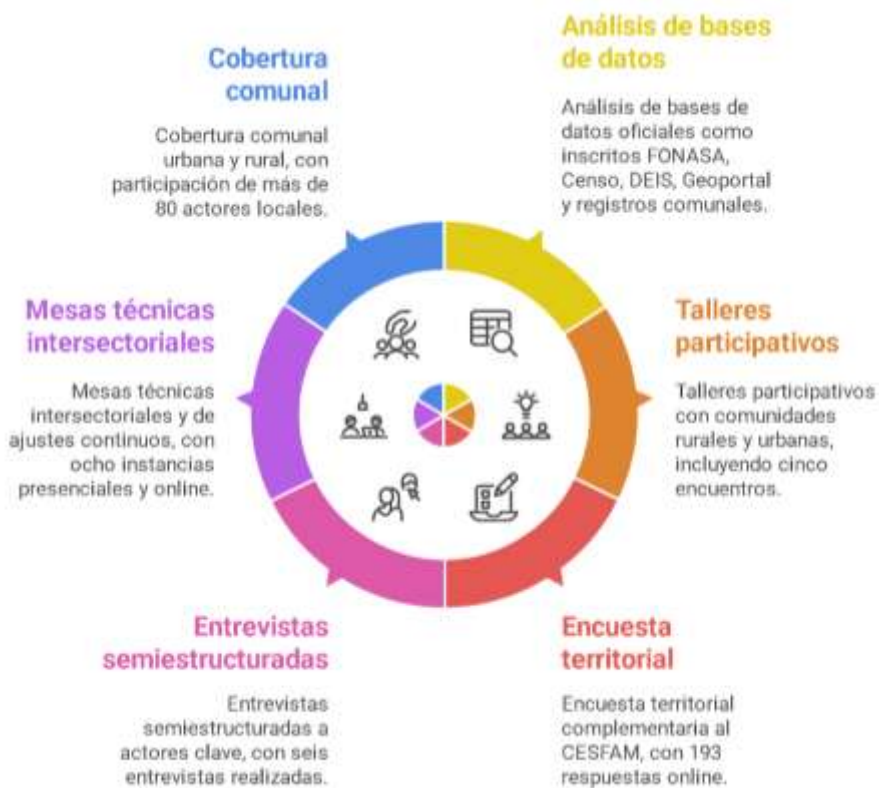 Cobertura
comunal
Cobertura comunal
urbana y rural, con
participación de más de
80 actores locales.
Análisis de bases
de datos
Análisis de bases de
datos oficiales como
inscritos FONASA,
Censo, DEIS, Geoportal
y registros comunales.
Mesas técnicas
intersectoriales
Mesas técnicas
intersectoriales y de
ajustes continuos, con
ocho instancias
presenciales y online.
Talleres
participativos
Talleres participativos
con comunidades
rurales y urbanas,
incluyendo cinco
encuentros.
Entrevistas
semiestructuradas
Entrevistas
semiestructuradas a
actores clave, con seis
entrevistas realizadas.
Encuesta
territorial
Encuesta territorial
complementaria al
CESFAM, con 193
respuestas online.